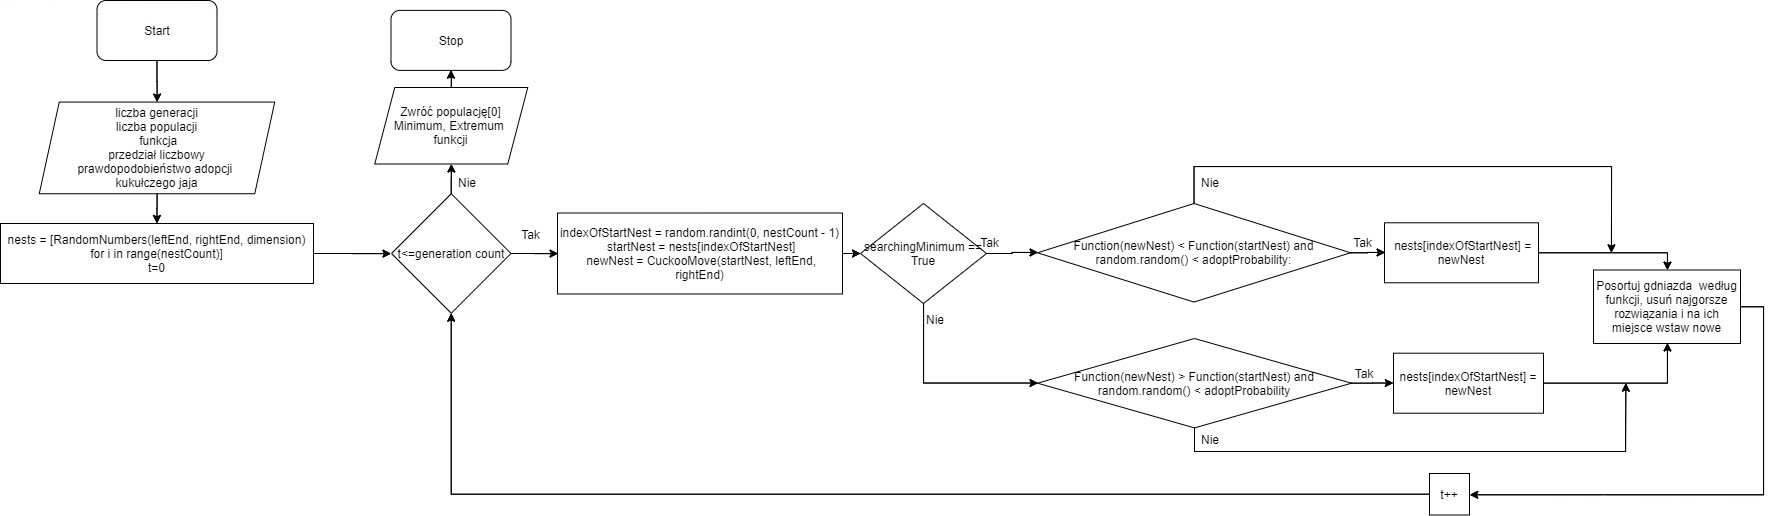 Start
liczba generacji
liczba populacji
funkcja
przedział liczbowy
prawdopodobieństwo adopcji
kukułczego jaja
nests = [RandomNumbers(leftEnd, rightEnd, dimension)
for i in range(nestCount)]
t=0
Stop
Zwróć populację[0]
Minimum, Extremum
funkcji
Nie
t<=generation count
Tak
indexOfStartNest = random.randint(0, nestCount - 1)
startNest = nests[indexOfStartNest]
newNest = CuckooMove(startNest, leftEnd,
rightEnd)
searchingMinimum ==
True
Tak
Nie
Nie
Function(newNest) < Function(startNest) and
random.random() < adoptProbability:
Tak
nests[indexOfStartNest] =
newNest
Posortuj gdniazda według
funkcji, usuń najgorsze
rozwiązania i na ich
miejsce wstaw nowe
Function(newNest) > Function(startNest) and
random.random() < adoptProbability
Tak
nests[indexOfStartNest] =
newNest
Nie
t++